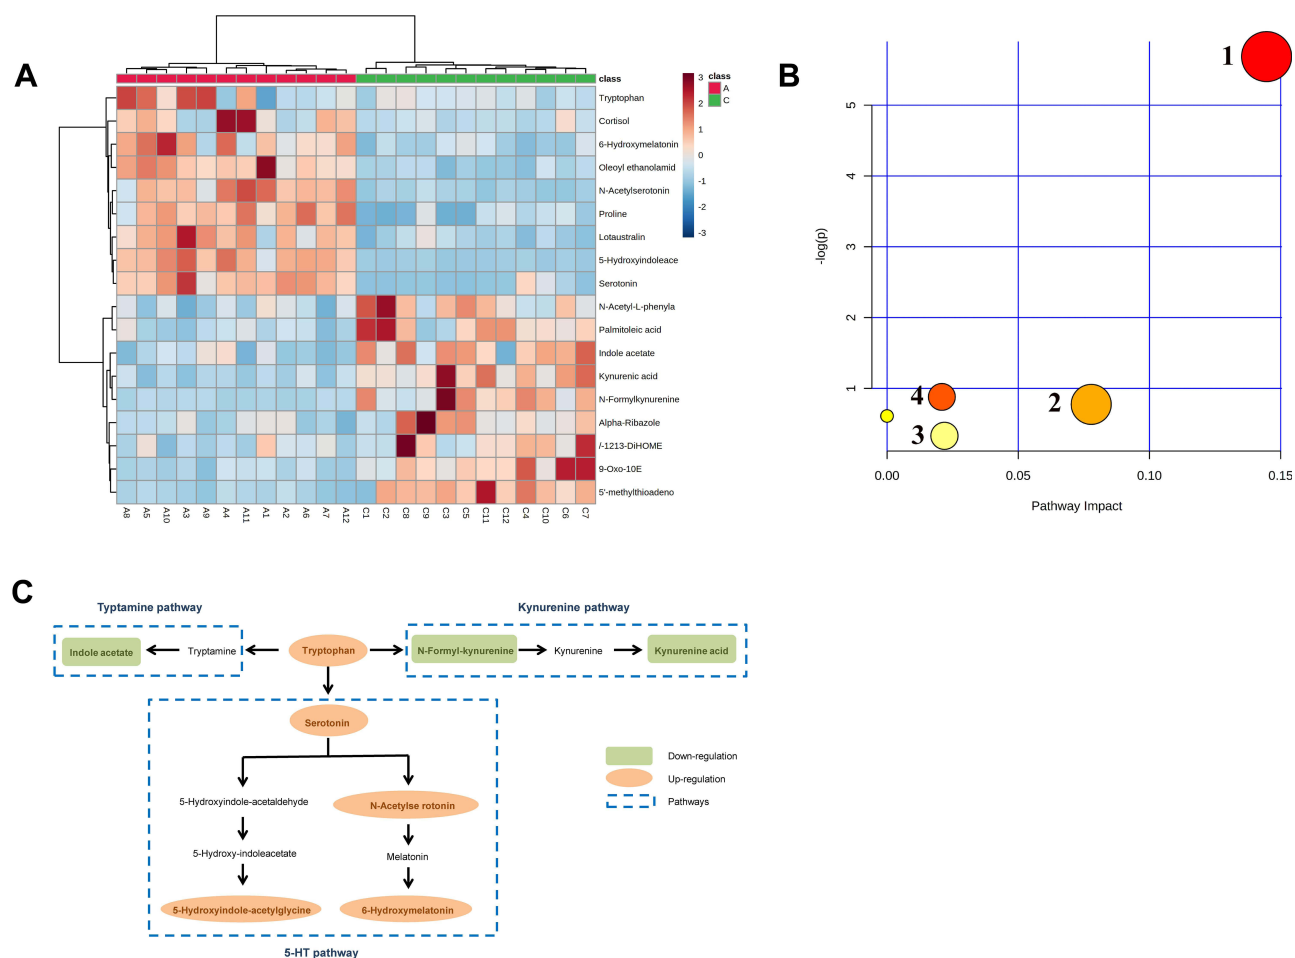 A
class
Tryptophan
Cortisol
6-Hydroxymelatonin
Oleoyl ethanolamid
N-Acetylserotonin
Proline
Lotaustralin
5-Hydroxyindoleace
Serotonin
N-Acetyl-L-phenyla
Palmitoleic acid
Indole acetate
Kynurenic acid
N-Formylkynurenine
Alpha-Ribazole
/-1213-DiHOME
9-Oxo-10E
5'-methylthioadeno
A8 A5 A10 A3 A9 A4 A11 A1 A2 A6 A7 A12 C1 C2 C8 C9 C3 C5 C11 C12 C4 C10 C6 C7
3
2
1
0
-1
-2
-3
class
A
C
B
1
2
3
4
-log(p)
5
4
3
2
1
0.00 0.05 0.10 0.15
Pathway Impact
C
Typtamine pathway
Kynurenine pathway
Indole acetate
Tryptamine
Tryptophan
N-Formyl-kynurenine
Kynurenine
Kynurenine acid
Serotonin
5-Hydroxyindole-acetaldehyde
N-Acetylse rotonin
5-Hydroxy-indoleacetate
Melatonin
5-Hydroxyindole-acetylglycine
6-Hydroxymelatonin
5-HT pathway
Down-regulation
Up-regulation
Pathways